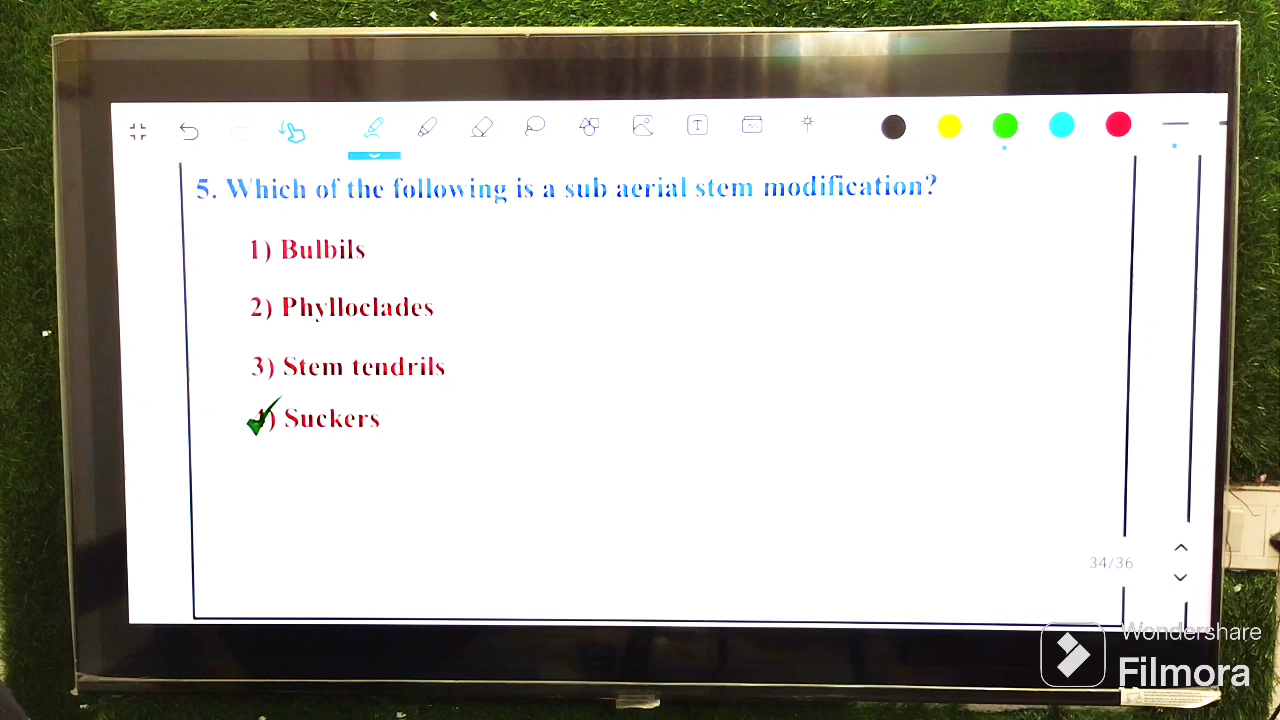 T
5. Which of the following is a sub aerial stem modification?
1) Bulbils
2) Phylloclades
3) Stem tendrils
4) Suckers
34/36
Wondershare
Filmora